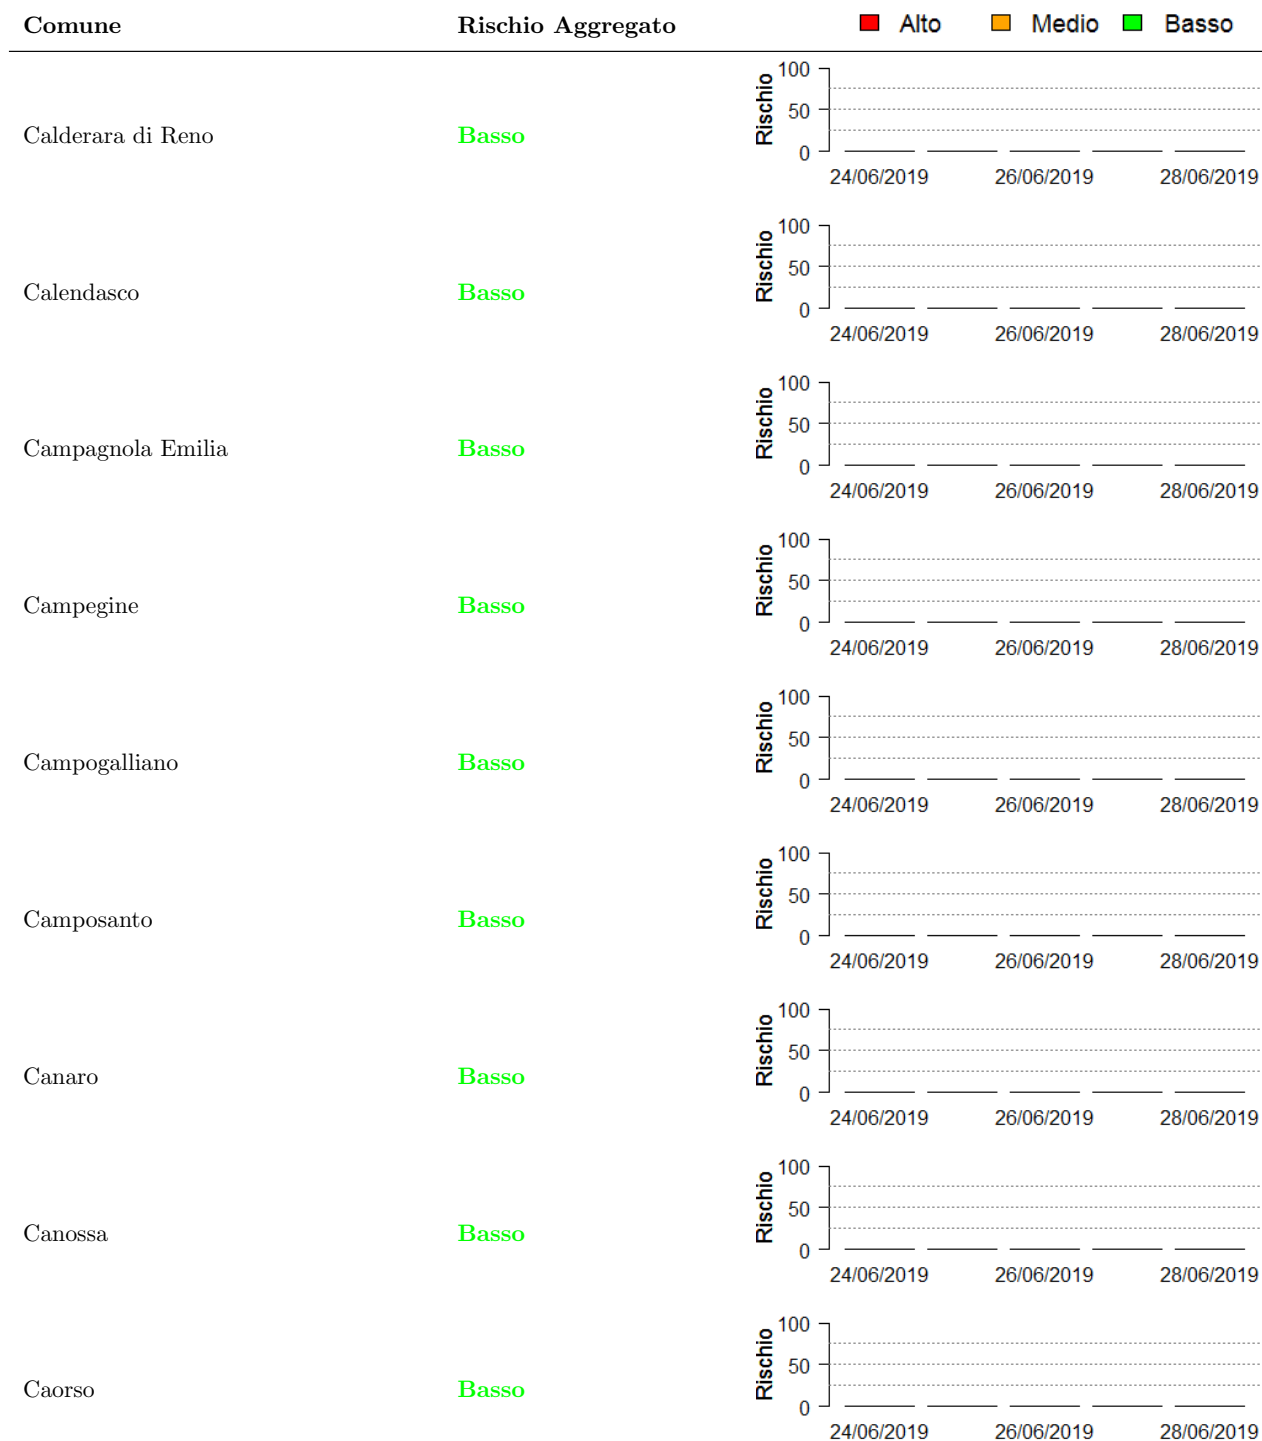 Comune Rischio Aggregato Alto Medio Basso
Calderara di Reno Basso
Rischio
100
50
0
24/06/2019 26/06/2019 28/06/2019
Calendasco Basso
Rischio
100
50
0
24/06/2019 26/06/2019 28/06/2019
Campagnola Emilia Basso
Rischio
100
50
0
24/06/2019 26/06/2019 28/06/2019
Campegine Basso
Rischio
100
50
0
24/06/2019 26/06/2019 28/06/2019
Campogalliano Basso
Rischio
100
50
0
24/06/2019 26/06/2019 28/06/2019
Camposanto Basso
Rischio
100
50
0
24/06/2019 26/06/2019 28/06/2019
Canaro Basso
Rischio
100
50
0
24/06/2019 26/06/2019 28/06/2019
Canossa Basso
Rischio
100
50
0
24/06/2019 26/06/2019 28/06/2019
Caorso Basso
Rischio
100
50
0
24/06/2019 26/06/2019 28/06/2019